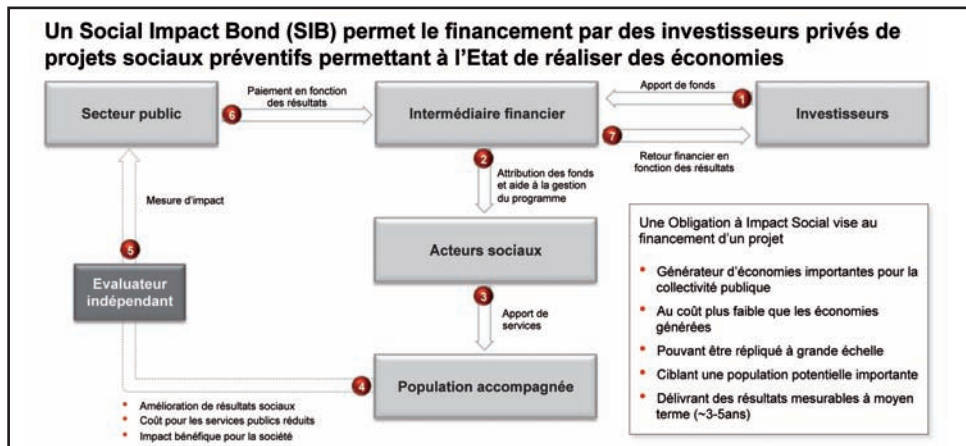 Un Social Impact Bond (SIB) permet le financement par des investisseurs privés de
projets sociaux préventifs permettant à l'Etat de réaliser des économies
Secteur public
6
Paiement en fonction
des résultats
Intermédiaire financier
Apport de fonds
1
Investisseurs
7
Retour financier en
fonction des résultats
2
Attribution des fonds
et aide à la gestion
du programme
Mesure d'impact
5
Evaluateur
indépendant
Acteurs sociaux
3
Apport de
services
4
Population accompagnée
• Amélioration de résultats sociaux
• Coût pour les services publics réduits
• Impact bénéfique pour la société
Une Obligation à Impact Social vise au
financement d'un projet
• Générateur d'économies importantes pour la
collectivité publique
• Au coût plus faible que les économies
générées
• Pouvant être répliqué à grande échelle
• Ciblant une population potentielle importante
• Délivrant des résultats mesurables à moyen
terme (~3-5ans)